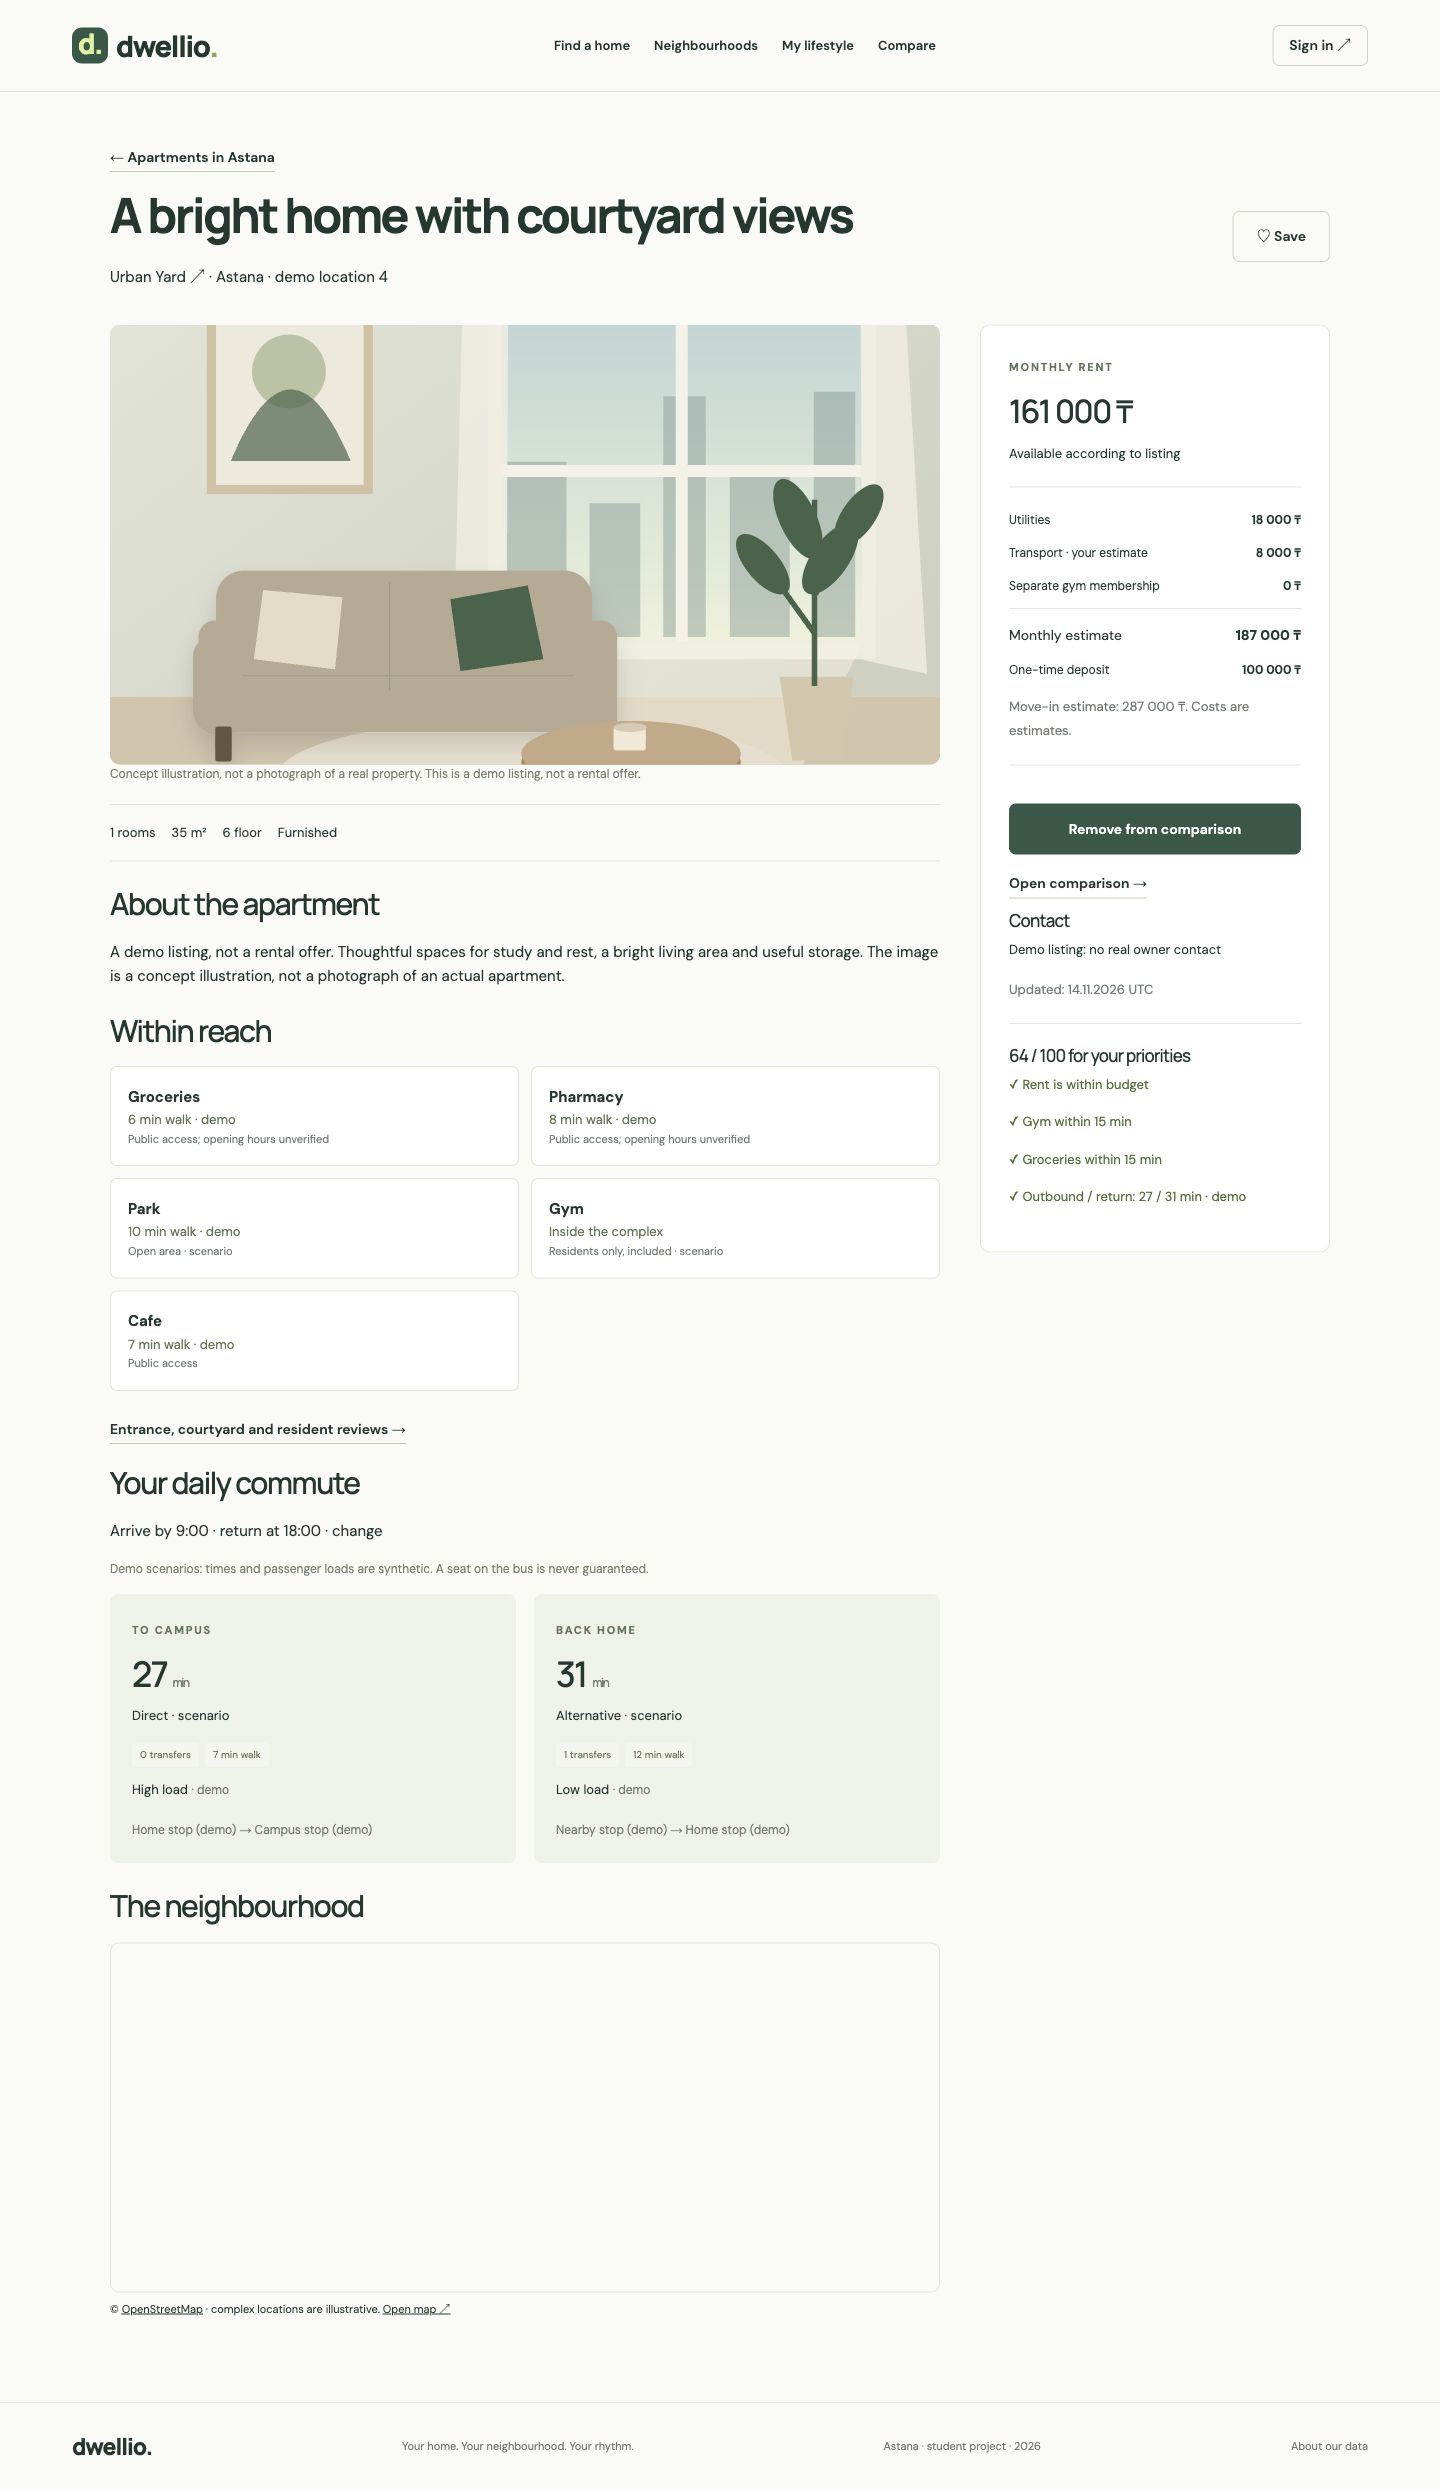 d. dwellio.
Find a home Neighbourhoods My lifestyle Compare
Sign in ↗
← Apartments in Astana
A bright home with courtyard views
♡ Save
Urban Yard ↗ · Astana · demo location 4
Concept illustration, not a photograph of a real property. This is a demo listing, not a rental offer.
1 rooms 35 m² 6 floor Furnished
About the apartment
A demo listing, not a rental offer. Thoughtful spaces for study and rest, a bright living area and useful storage. The image
is a concept illustration, not a photograph of an actual apartment.
Within reach
Groceries
6 min walk · demo
Public access; opening hours unverified
Pharmacy
8 min walk · demo
Public access; opening hours unverified
Park
10 min walk · demo
Open area · scenario
Gym
Inside the complex
Residents only, included · scenario
Cafe
7 min walk · demo
Public access
Entrance, courtyard and resident reviews →
Your daily commute
Arrive by 9:00 · return at 18:00 · change
Demo scenarios: times and passenger loads are synthetic. A seat on the bus is never guaranteed.
TO CAMPUS
27 min
Direct · scenario
0 transfers 7 min walk
High load · demo
Home stop (demo) → Campus stop (demo)
BACK HOME
31 min
Alternative · scenario
1 transfers 12 min walk
Low load · demo
Nearby stop (demo) → Home stop (demo)
The neighbourhood
© OpenStreetMap · complex locations are illustrative. Open map ↗
MONTHLY RENT
161 000 ₸
Available according to listing
Utilities 18 000 ₸
Transport · your estimate 8 000 ₸
Separate gym membership 0 ₸
Monthly estimate 187 000 ₸
One-time deposit 100 000 ₸
Move-in estimate: 287 000 ₸. Costs are
estimates.
Remove from comparison
Open comparison →
Contact
Demo listing: no real owner contact
Updated: 14.11.2026 UTC
64 / 100 for your priorities
✓ Rent is within budget
✓ Gym within 15 min
✓ Groceries within 15 min
✓ Outbound / return: 27 / 31 min · demo
dwellio.
Your home. Your neighbourhood. Your rhythm.
Astana · student project · 2026
About our data